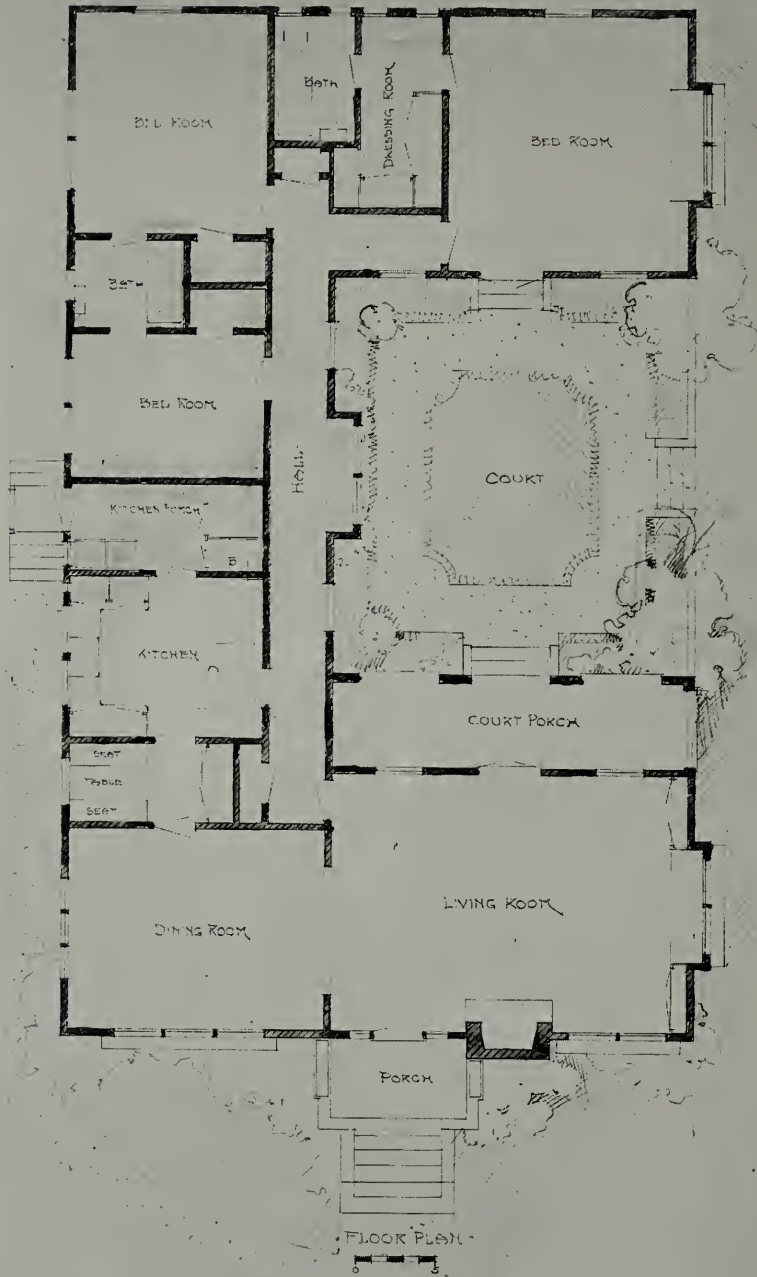 BATH
DRESSING ROOM
BED ROOM
BED ROOM
BATH
BED ROOM
HALL
COURT
KITCHEN PORCH
B
KITCHEN
COURT PORCH
SEAT
TABLE
SEAT
LIVING ROOM
DINING ROOM
PORCH
FLOOR PLAN
0 5